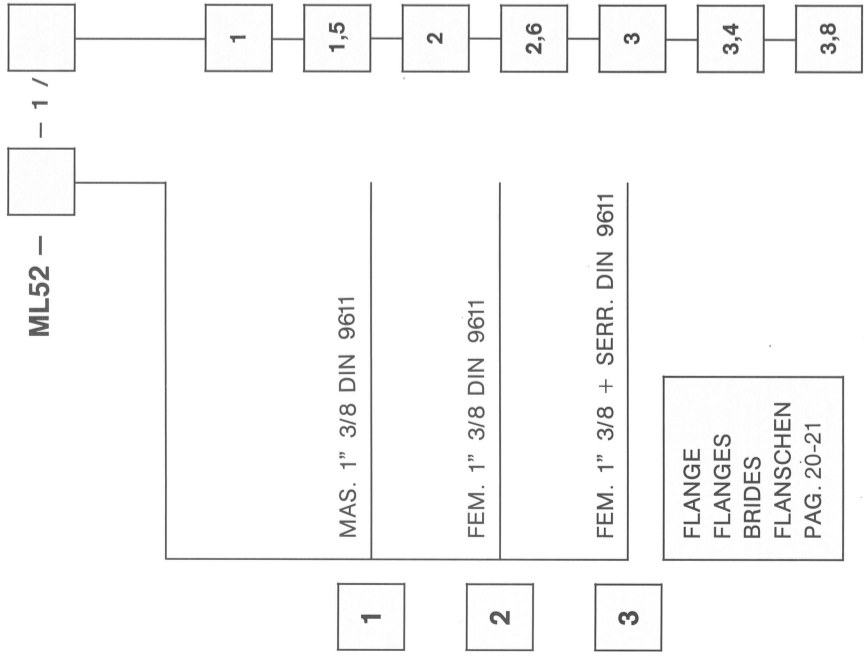 ML52 — □ — 1 / □
1
1,5
2
2,6
3
3,4
3,8
1 MAS. 1" 3/8 DIN 9611
2 FEM. 1" 3/8 DIN 9611
3 FEM. 1" 3/8 + SERR. DIN 9611
FLANGE
FLANGES
BRIDES
FLANSCHEN
PAG. 20-21